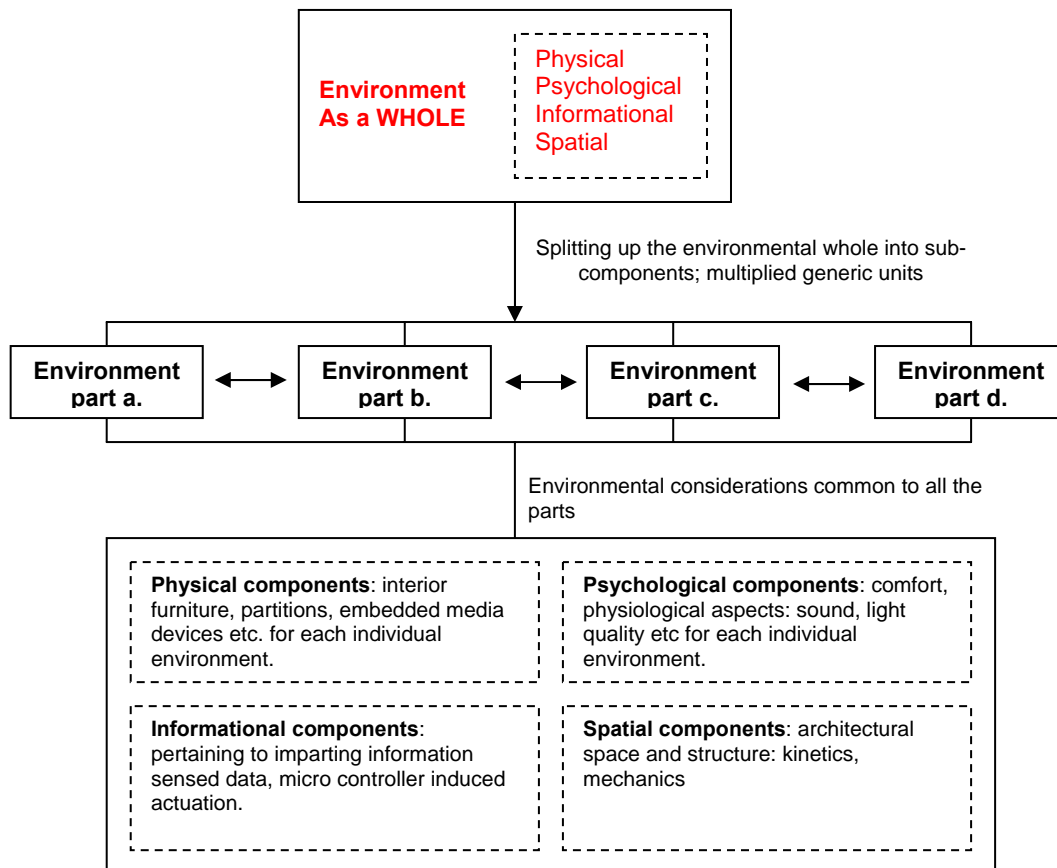 Environment
As a WHOLE
Physical
Psychological
Informational
Spatial
Splitting up the environmental whole into sub-
components; multiplied generic units
Environment
part a.
Environment
part b.
Environment
part c.
Environment
part d.
Environmental considerations common to all the
parts
Physical components: interior
furniture, partitions, embedded media
devices etc. for each individual
environment.
Psychological components: comfort,
physiological aspects: sound, light
quality etc for each individual
environment.
Informational components:
pertaining to imparting information
sensed data, micro controller induced
actuation.
Spatial components: architectural
space and structure: kinetics,
mechanics